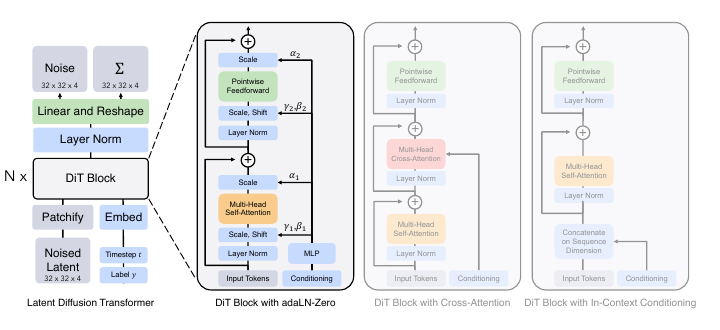 Noise
32 x 32 x 4
Σ
32 x 32 x 4
Linear and Reshape
Layer Norm
N x
DiT Block
Patchify
Embed
Noised
Latent
32 x 32 x 4
Timestep t
Label y
Latent Diffusion Transformer
α₂
Scale
Pointwise
Feedforward
γ₂,β₂
Scale, Shift
Layer Norm
α₁
Scale
Multi-Head
Self-Attention
γ₁,β₁
Scale, Shift
Layer Norm
MLP
Input Tokens
Conditioning
DiT Block with adaLN-Zero
Pointwise
Feedforward
Layer Norm
Multi-Head
Cross-Attention
Layer Norm
Multi-Head
Self-Attention
Layer Norm
Input Tokens
Conditioning
DiT Block with Cross-Attention
Pointwise
Feedforward
Layer Norm
Multi-Head
Self-Attention
Layer Norm
Concatenate
on Sequence
Dimension
Input Tokens
Conditioning
DiT Block with In-Context Conditioning